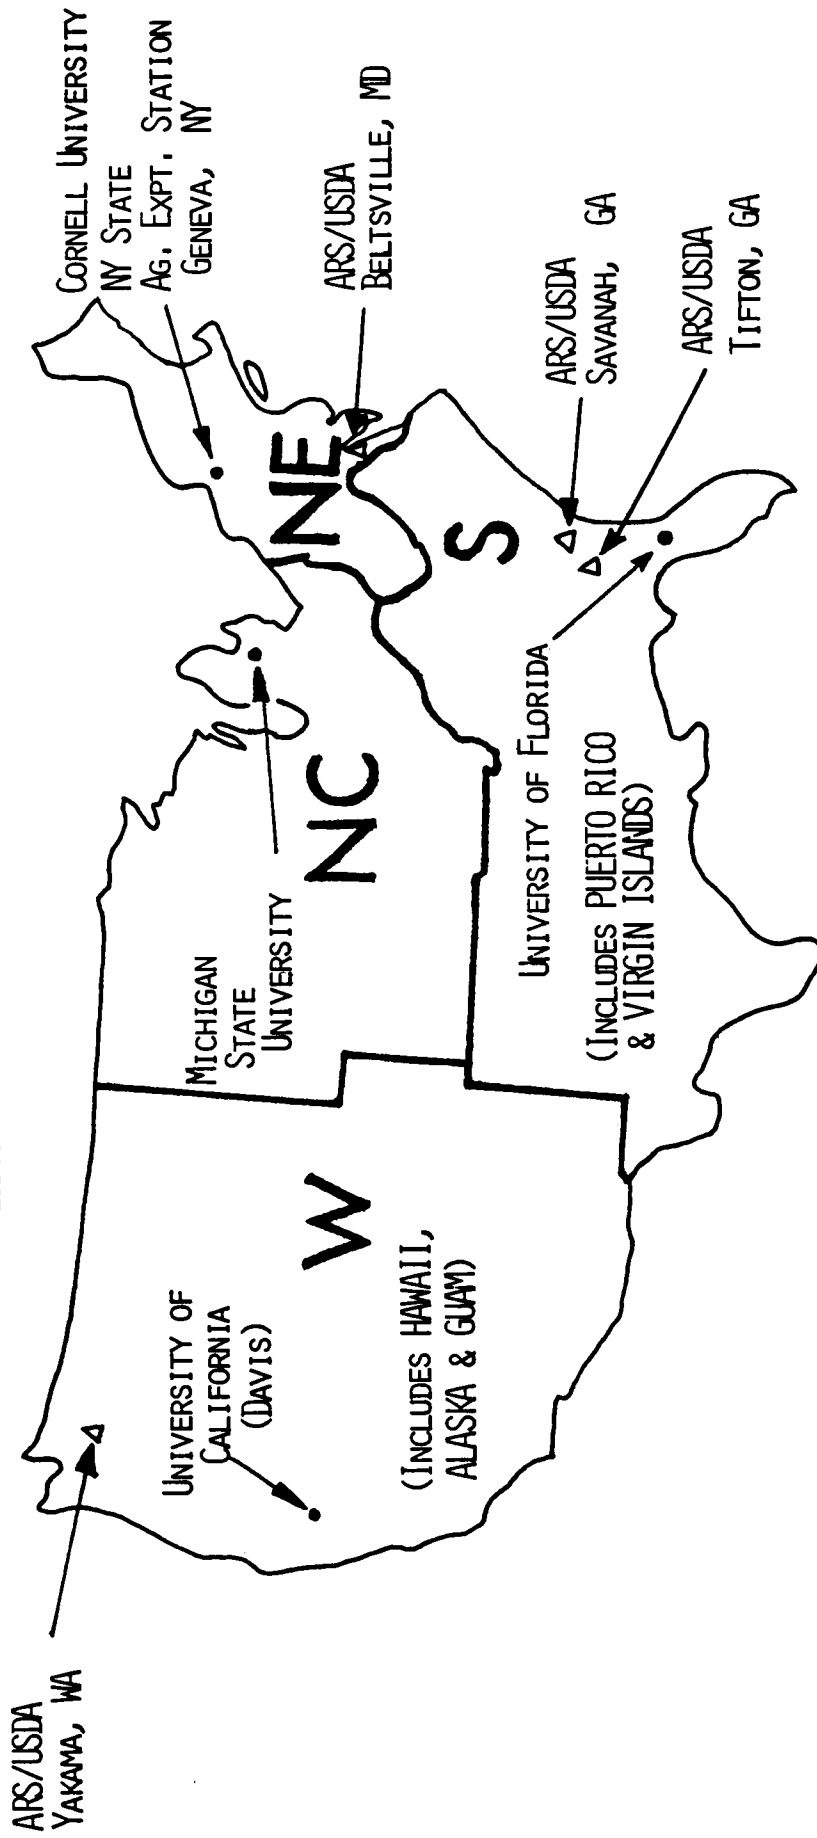 ARS/USDA
YAKAMA, WA
UNIVERSITY OF
CALIFORNIA
(DAVIS)
W
(INCLUDES HAWAII,
ALASKA & GUAM)
MICHIGAN
STATE
UNIVERSITY
NC
CORNELL UNIVERSITY
NY STATE
AG. EXPT. STATION
GENEVA, NY
NE
ARS/USDA
BELTSVILLE, MD
S
ARS/USDA
SAVANAH, GA
ARS/USDA
TIFTON, GA
UNIVERSITY OF FLORIDA
(INCLUDES PUERTO RICO
& VIRGIN ISLANDS)